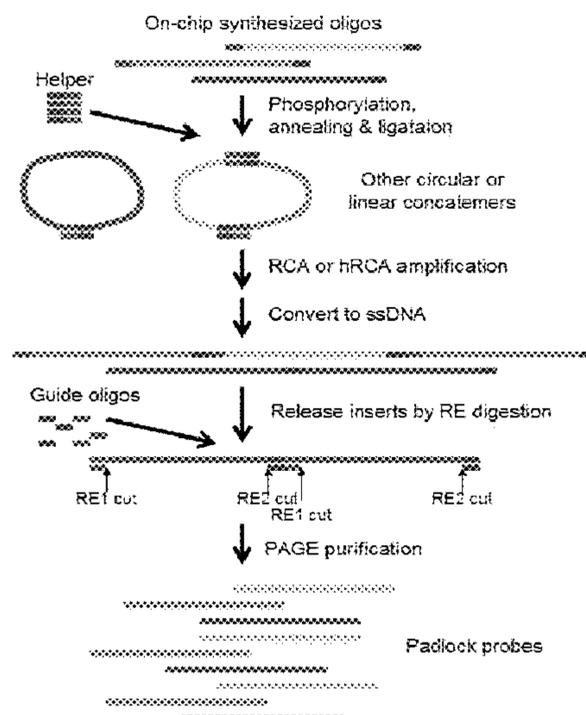 On-chip synthesized oligos
Helper
Phosphorylation,
annealing & ligataion
Other circular or
linear concatemers
RCA or hRCA amplification
Convert to ssDNA
Guide oligos
Release inserts by RE digestion
RE1 cut
RE2 cut
RE1 cut
RE2 cut
PAGE purification
Padlock probes